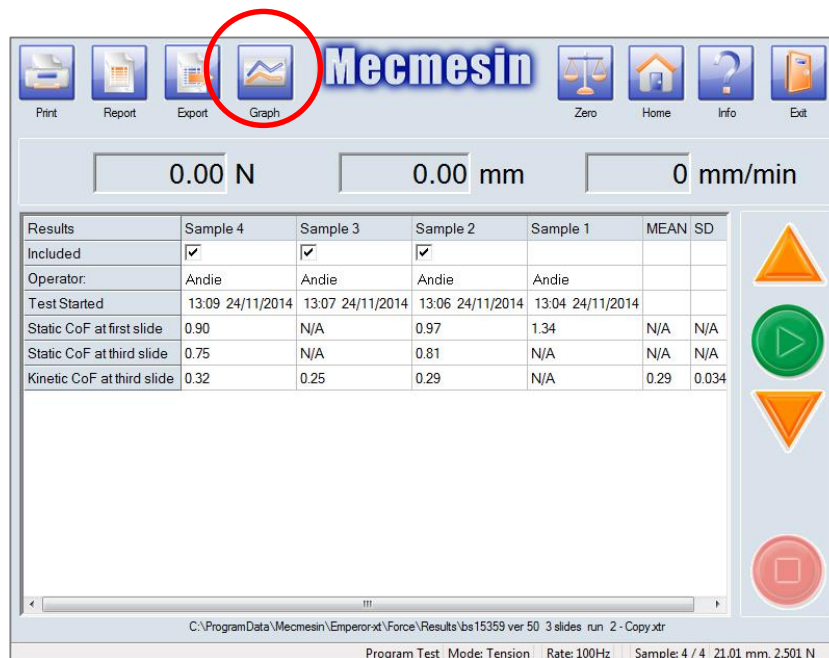 Mecmesin
Print Report Export Graph Zero Home Info Exit
0.00 N 0.00 mm 0 mm/min
Results Sample 4 Sample 3 Sample 2 Sample 1 MEAN SD
Included
Operator: Andie Andie Andie Andie
Test Started 13:09 24/11/2014 13:07 24/11/2014 13:06 24/11/2014 13:04 24/11/2014
Static CoF at first slide 0.90 N/A 0.97 1.34 N/A N/A
Static CoF at third slide 0.75 N/A 0.81 N/A N/A N/A
Kinetic CoF at third slide 0.32 0.25 0.29 N/A 0.29 0.034
C:\ProgramData\Mecmesin\Emperor-xt\Force\Results\bs15359 ver 50 3 slides run 2 - Copy.xtr
Program Test Mode: Tension Rate: 100Hz Sample: 4 / 4 21.01 mm, 2.501 N